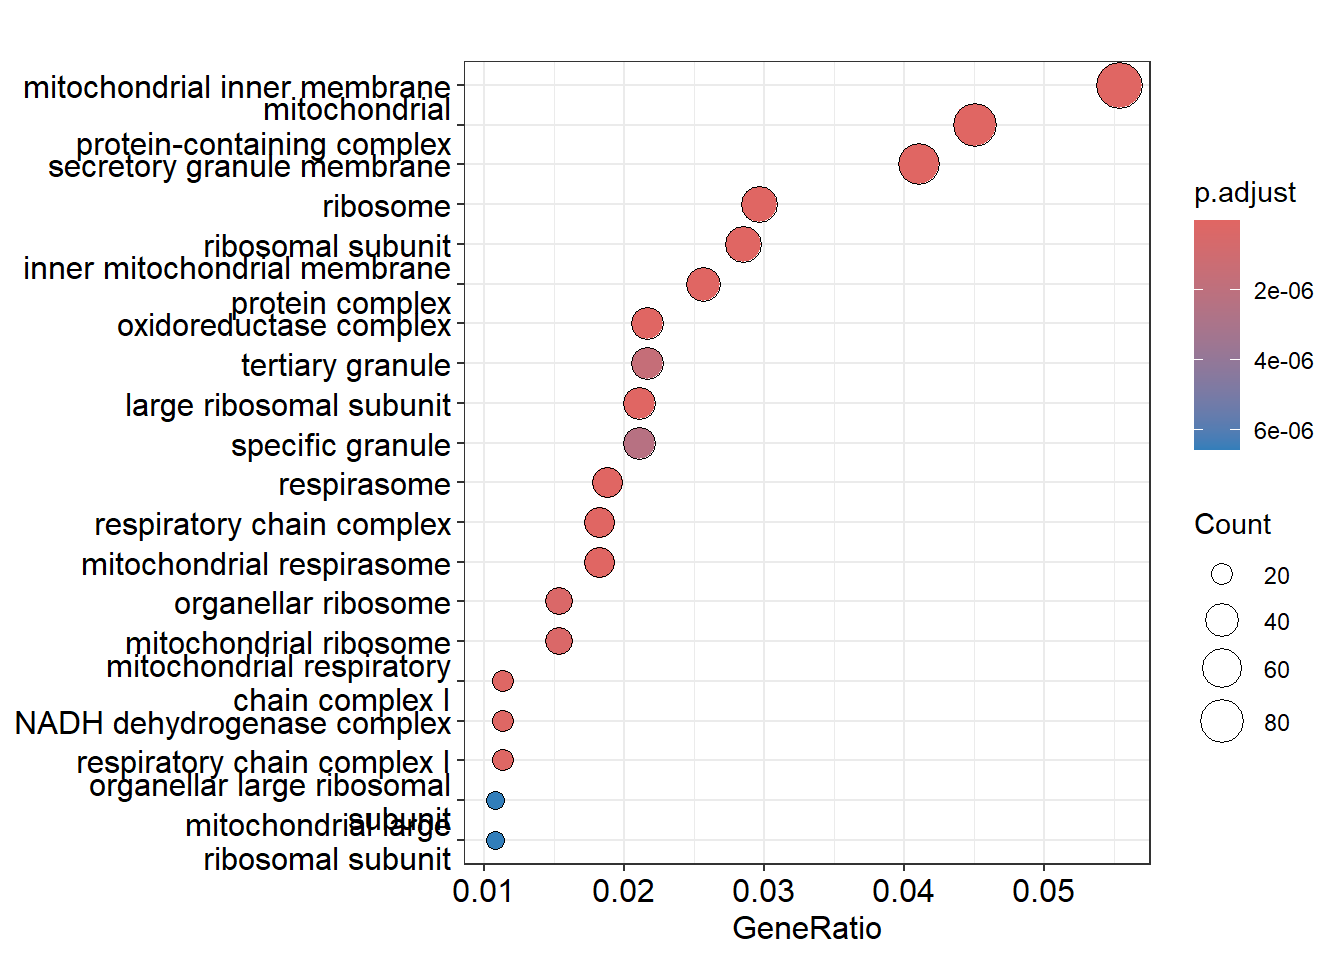 mitochondrial inner membrane
mitochondrial
protein-containing complex
secretory granule membrane
ribosome
ribosomal subunit
inner mitochondrial membrane
protein complex
oxidoreductase complex
tertiary granule
large ribosomal subunit
specific granule
respirasome
respiratory chain complex
mitochondrial respirasome
organellar ribosome
mitochondrial ribosome
mitochondrial respiratory
chain complex I
NADH dehydrogenase complex
respiratory chain complex I
organellar large ribosomal
subunit
mitochondrial large
ribosomal subunit
0.01 0.02 0.03 0.04 0.05
GeneRatio
p.adjust
2e-06
4e-06
6e-06
Count
20
40
60
80